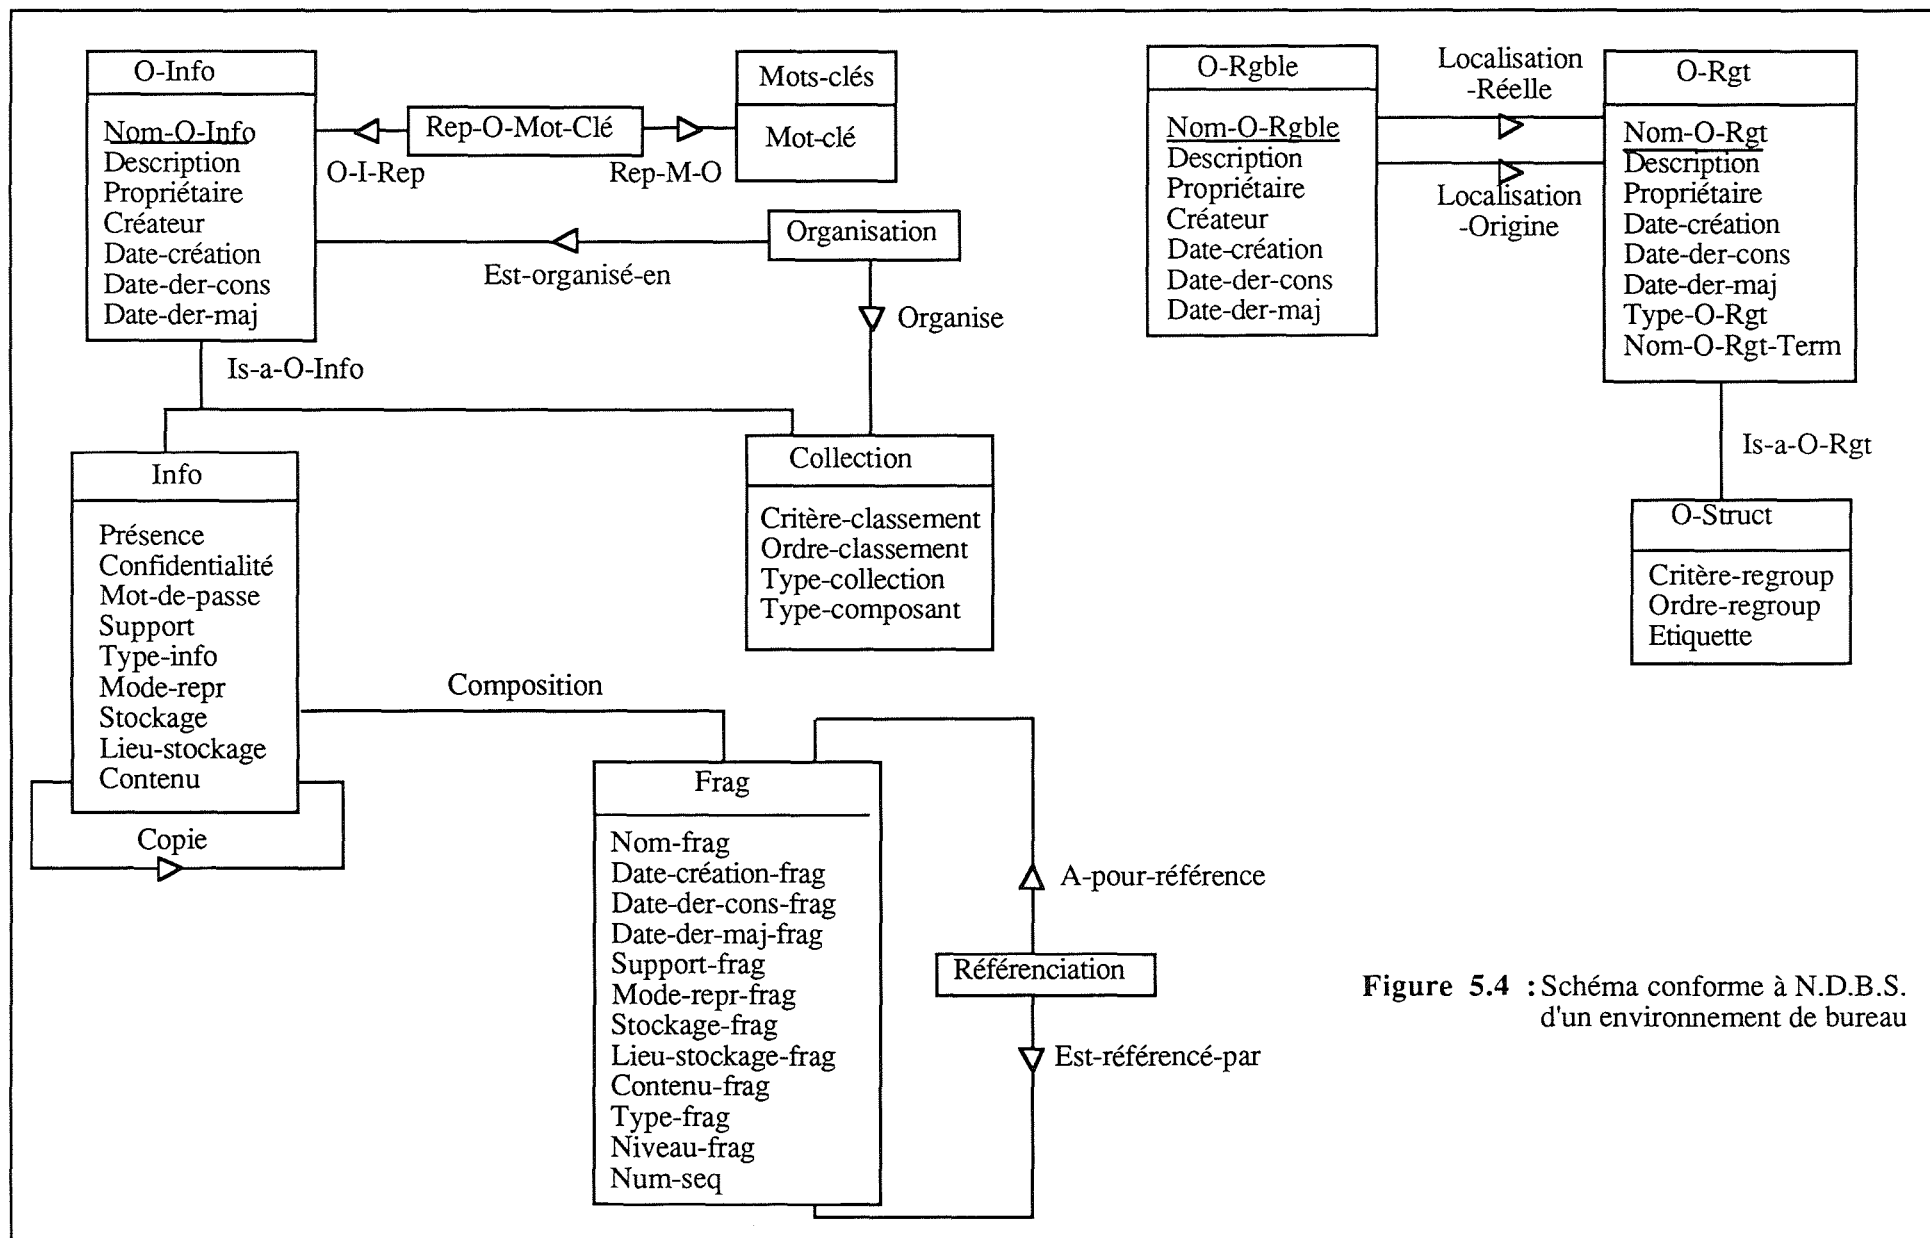 O-Info
Nom-O-Info
Description
Propriétaire
Créateur
Date-création
Date-der-cons
Date-der-maj
Rep-O-Mot-Clé
O-I-Rep
Rep-M-O
Mots-clés
Mot-clé
Organisation
Est-organisé-en
Organise
Is-a-O-Info
O-Rgble
Nom-O-Rgble
Description
Propriétaire
Créateur
Date-création
Date-der-cons
Date-der-maj
Localisation
-Réelle
Localisation
-Origine
O-Rgt
Nom-O-Rgt
Description
Propriétaire
Date-création
Date-der-cons
Date-der-maj
Type-O-Rgt
Nom-O-Rgt-Term
Is-a-O-Rgt
O-Struct
Critère-regroup
Ordre-regroup
Etiquette
Info
Présence
Confidentialité
Mot-de-passe
Support
Type-info
Mode-repr
Stockage
Lieu-stockage
Contenu
Copie
Collection
Critère-classement
Ordre-classement
Type-collection
Type-composant
Composition
Frag
Nom-frag
Date-création-frag
Date-der-cons-frag
Date-der-maj-frag
Support-frag
Mode-repr-frag
Stockage-frag
Lieu-stockage-frag
Contenu-frag
Type-frag
Niveau-frag
Num-seq
A-pour-référence
Référenciation
Est-référencé-par
Figure 5.4 : Schéma conforme à N.D.B.S.
d'un environnement de bureau